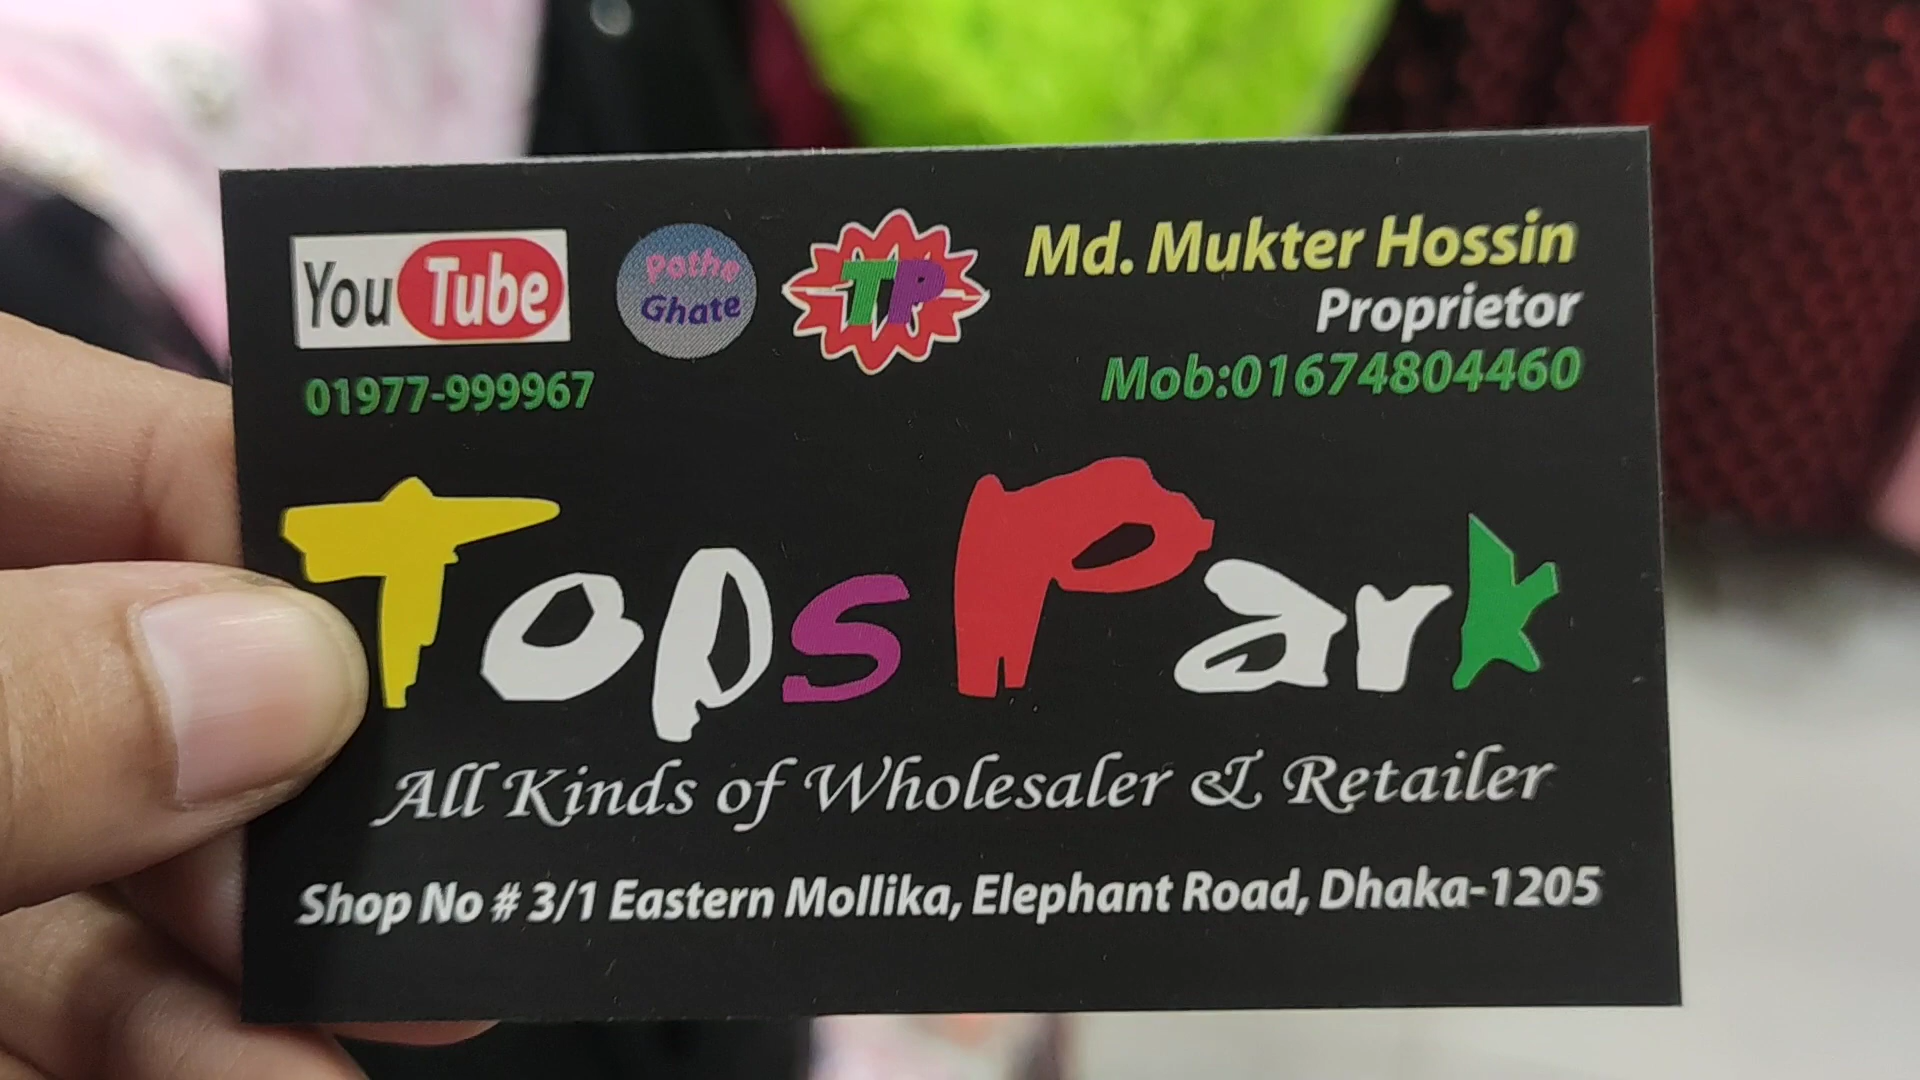 YouTube
Pothe
Ghate
TP
Md. Mukter Hossin
Proprietor
01977-999967
Mob:01674804460
Tops Park
All Kinds of Wholesaler & Retailer
Shop No # 3/1 Eastern Mollika, Elephant Road, Dhaka-1205